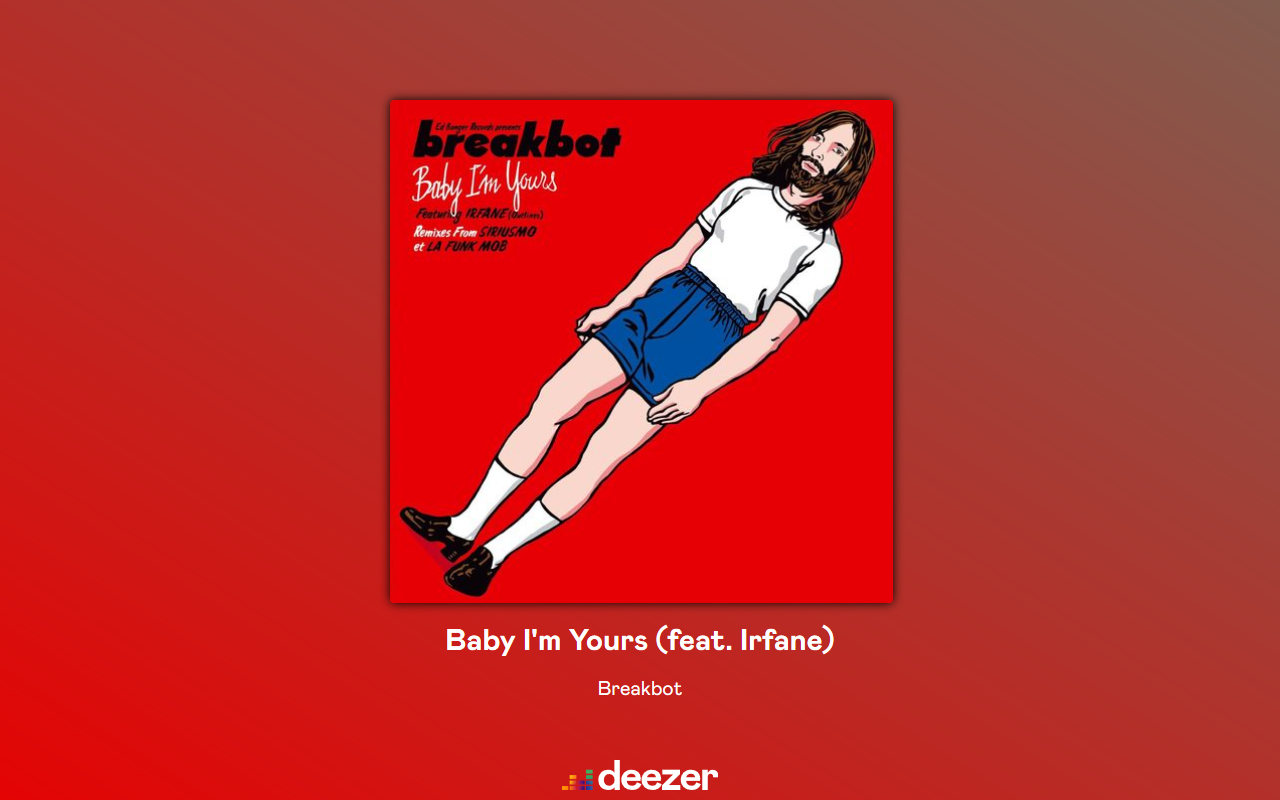 Ed Banger Records presents
breakbot
Baby I'm Yours
Featuring IRFANE (Outlines)
Remixes From SIRIUSMO
et LA FUNK MOB
Baby I'm Yours (feat. Irfane)
Breakbot
deezer